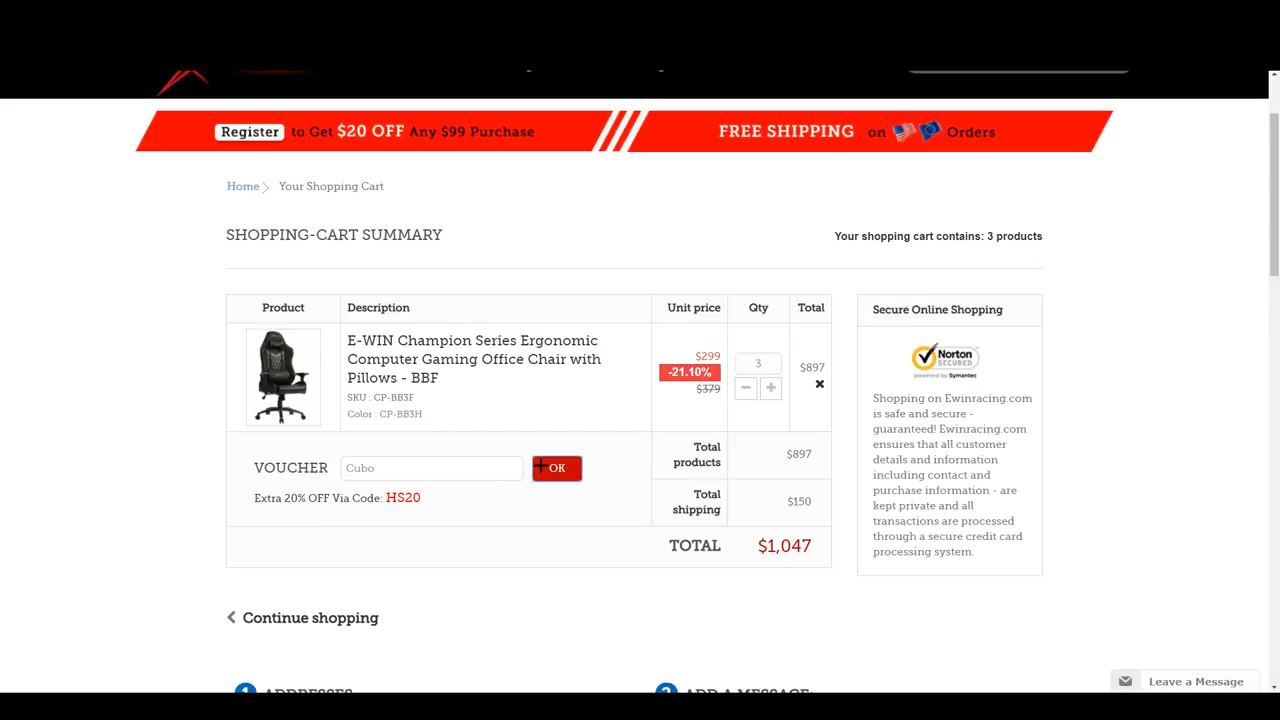 Register to Get $20 OFF Any $99 Purchase
FREE SHIPPING on Orders
Home Your Shopping Cart
SHOPPING-CART SUMMARY
Your shopping cart contains: 3 products
Product Description Unit price Qty Total
E-WIN Champion Series Ergonomic
Computer Gaming Office Chair with
Pillows - BBF
SKU : CP-BB3F
Color : CP-BB3H
$299
-21.10%
$379
3
$897
VOUCHER Cubo OK
Extra 20% OFF Via Code: HS20
Total
products
$897
Total
shipping
$150
TOTAL $1,047
Secure Online Shopping
Norton
SECURED
powered by Symantec
Shopping on Ewinracing.com
is safe and secure -
guaranteed! Ewinracing.com
ensures that all customer
details and information
including contact and
purchase information - are
kept private and all
transactions are processed
through a secure credit card
processing system.
Continue shopping
1 ADDRESSES
2 ADD A MESSAGE:
Leave a Message